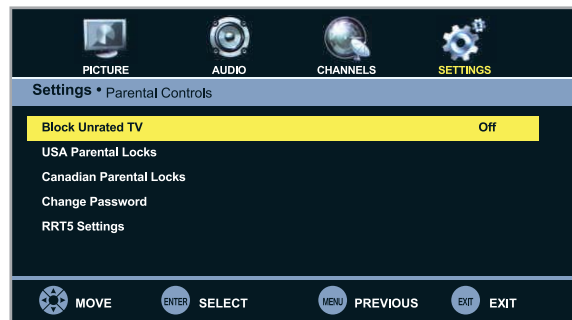 PICTURE AUDIO CHANNELS SETTINGS
Settings • Parental Controls
Block Unrated TV Off
USA Parental Locks
Canadian Parental Locks
Change Password
RRT5 Settings
MOVE ENTER SELECT MENU PREVIOUS EXIT EXIT